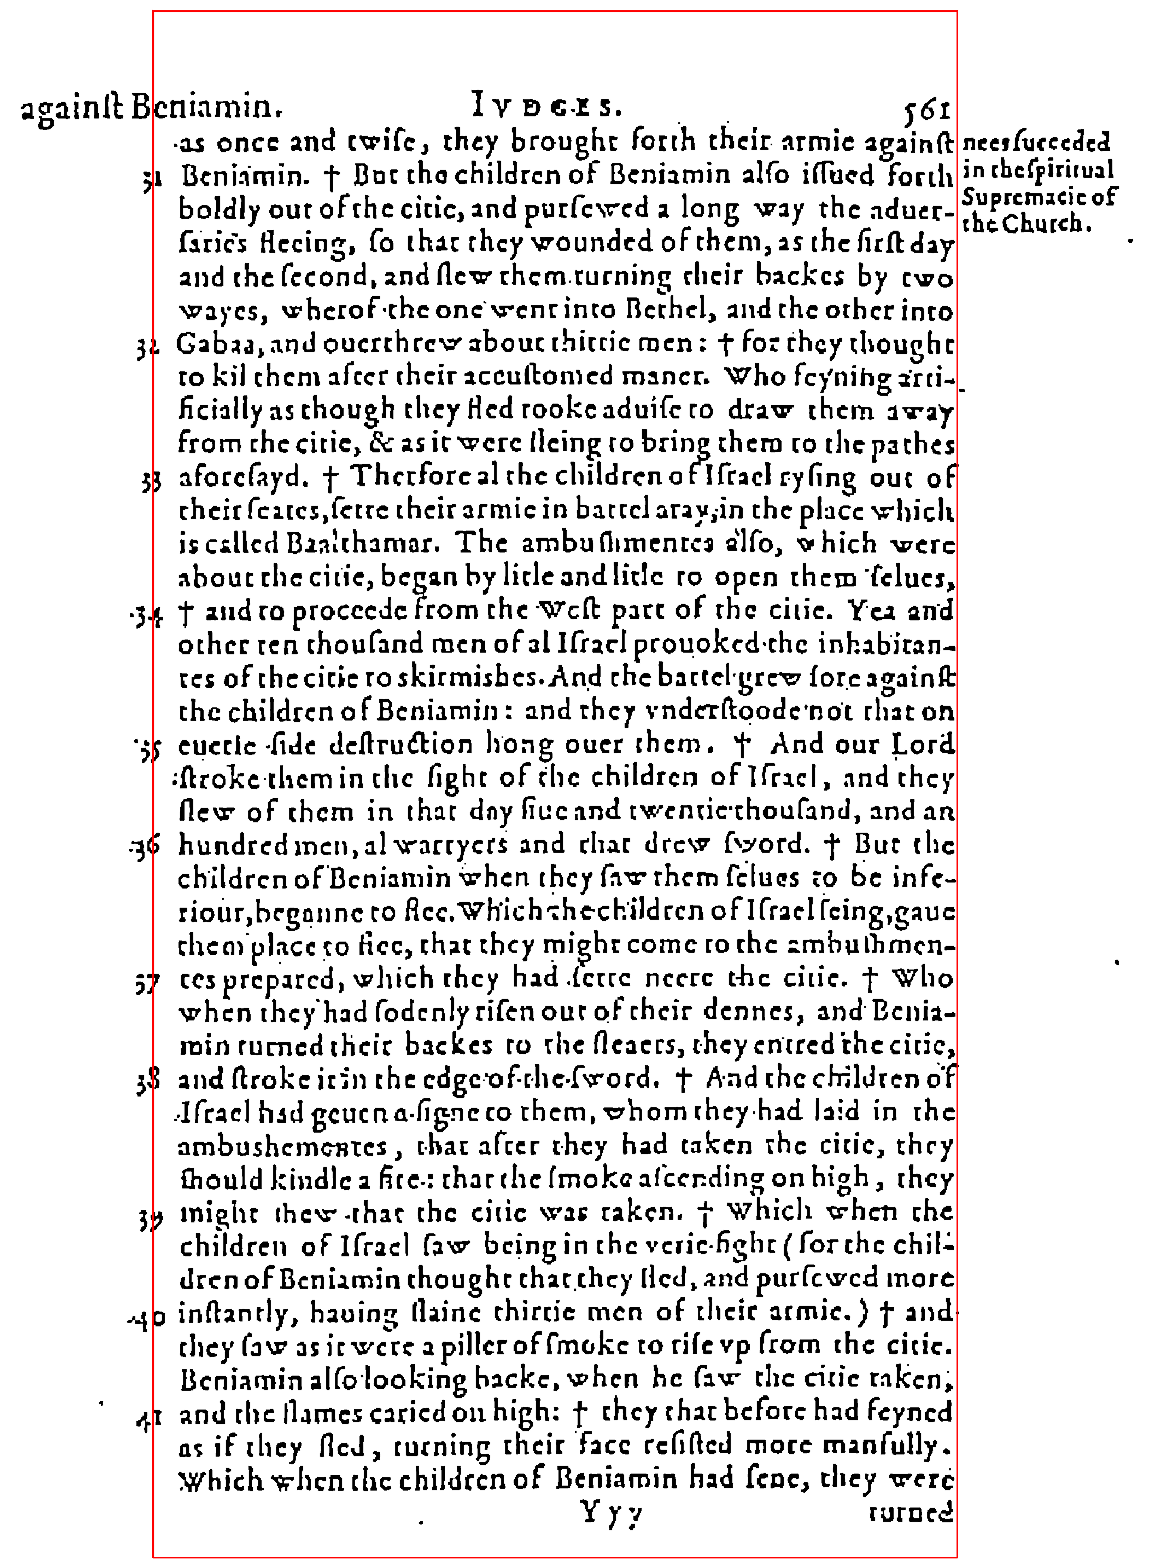 againſt Beniamin. IVDGES. 561
as once and twiſe, they brought forth their armie againſt
nees ſucceded
in the ſpiritual
Supremacie of
the Church.
31 Beniamin. † But the children of Beniamin alſo iſſued forth
boldly out of the citie, and purſewed a long way the aduer-
ſaries fleeing, ſo that they wounded of them, as the firſt day
and the ſecond, and ſlew them turning their backes by two
wayes, wherof the one went into Bethel, and the other into
32 Gabaa, and ouerthrew about thirtie men: † for they thought
to kil them after their accuſtomed maner. Who feyning arti-
ficially as though they fled tooke aduiſe to draw them away
from the citie, & as it were fleing to bring them to the pathes
33 aforeſayd. † Therfore al the children of Iſrael ryſing out of
their ſeates, ſette their armie in battel aray, in the place which
is called Baalthamar. The ambuſhmentes alſo, which were
about the citie, began by litle and litle to open them ſelues,
34 † and to proceede from the Weſt part of the citie. Yea and
other ten thouſand men of al Iſrael prouoked the inhabitan-
tes of the citie to skirmishes. And the battel grew ſore againſt
the children of Beniamin: and they vnderſtoode not that on
35 euerie ſide deſtruction hong ouer them. † And our Lord
ſtroke them in the ſight of the children of Iſrael, and they
ſlew of them in that day fiue and twentie thouſand, and an
36 hundred men, al warryers and that drew ſword. † But the
children of Beniamin when they ſaw them ſelues to be infe-
riour, beganne to flee. Which the children of Iſrael ſeing, gaue
them place to flee, that they might come to the ambuſhmen-
37 tes prepared, which they had ſette neere the citie. † Who
when they had ſodenly riſen out of their dennes, and Benia-
min turned their backes to the ſleaers, they entred the citie,
38 and ſtroke it in the edge of the ſword. † And the children of
Iſrael had geuen a ſigne to them, whom they had laid in the
ambushementes, that after they had taken the citie, they
ſhould kindle a fire: that the ſmoke aſcending on high, they
39 might ſhew that the citie was taken. † Which when the
children of Iſrael ſaw being in the verie fight (for the chil-
dren of Beniamin thought that they fled, and purſewed more
40 inſtantly, hauing ſlaine thirtie men of their armie.) † and
they ſaw as it were a piller of ſmoke to riſe vp from the citie.
Beniamin alſo looking backe, when he ſaw the citie taken,
41 and the flames caried on high: † they that before had feyned
as if they fled, turning their face reſiſted more manfully.
Which when the children of Beniamin had ſene, they were
Yyy turned